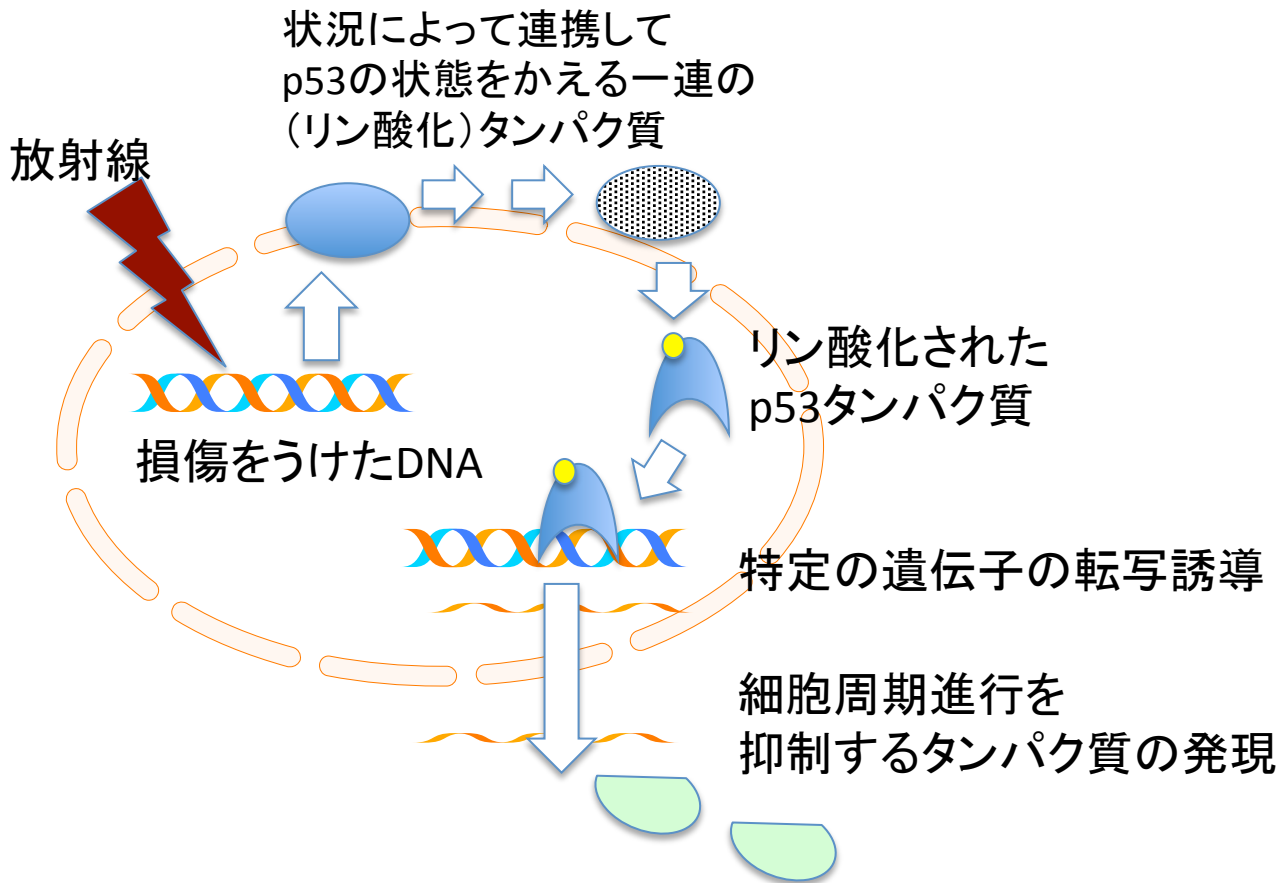 状況によって連携して
p53の状態をかえる一連の
（リン酸化）タンパク質
放射線
リン酸化された
p53タンパク質
損傷をうけたDNA
特定の遺伝子の転写誘導
細胞周期進行を
抑制するタンパク質の発現